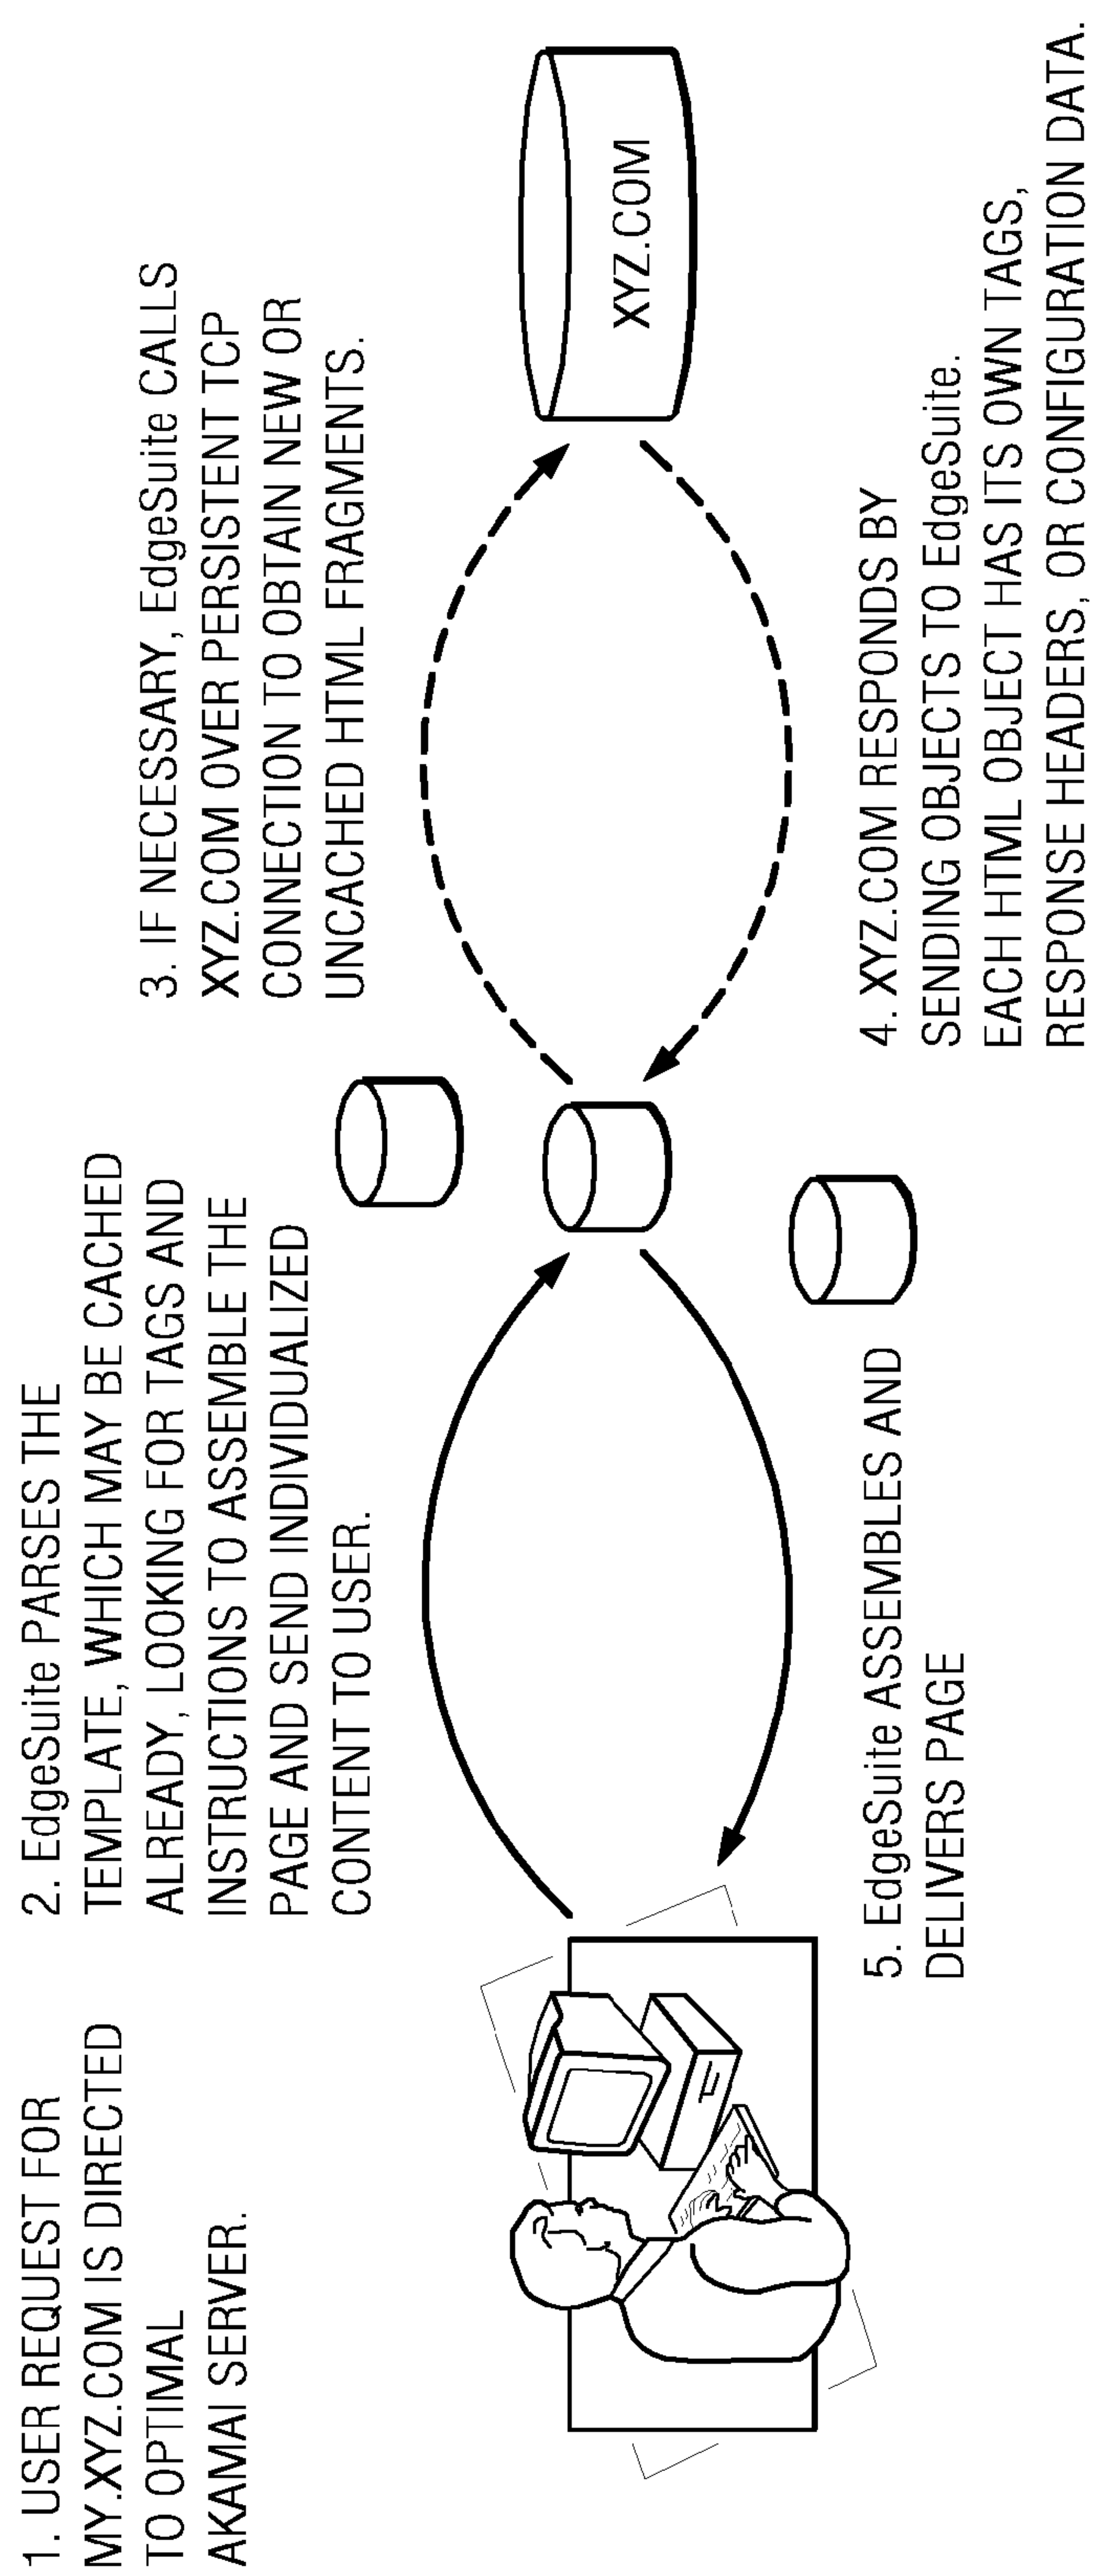 1. USER REQUEST FOR
MY.XYZ.COM IS DIRECTED
TO OPTIMAL
AKAMAI SERVER.
2. EdgeSuite PARSES THE
TEMPLATE, WHICH MAY BE CACHED
ALREADY, LOOKING FOR TAGS AND
INSTRUCTIONS TO ASSEMBLE THE
PAGE AND SEND INDIVIDUALIZED
CONTENT TO USER.
3. IF NECESSARY, EdgeSuite CALLS
XYZ.COM OVER PERSISTENT TCP
CONNECTION TO OBTAIN NEW OR
UNCACHED HTML FRAGMENTS.
XYZ.COM
4. XYZ.COM RESPONDS BY
SENDING OBJECTS TO EdgeSuite.
EACH HTML OBJECT HAS ITS OWN TAGS,
RESPONSE HEADERS, OR CONFIGURATION DATA.
5. EdgeSuite ASSEMBLES AND
DELIVERS PAGE